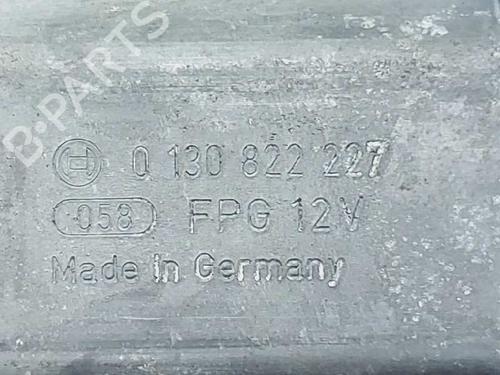 B-PARTS
0 130 822 227
058 FPG 12V
Made in Germany